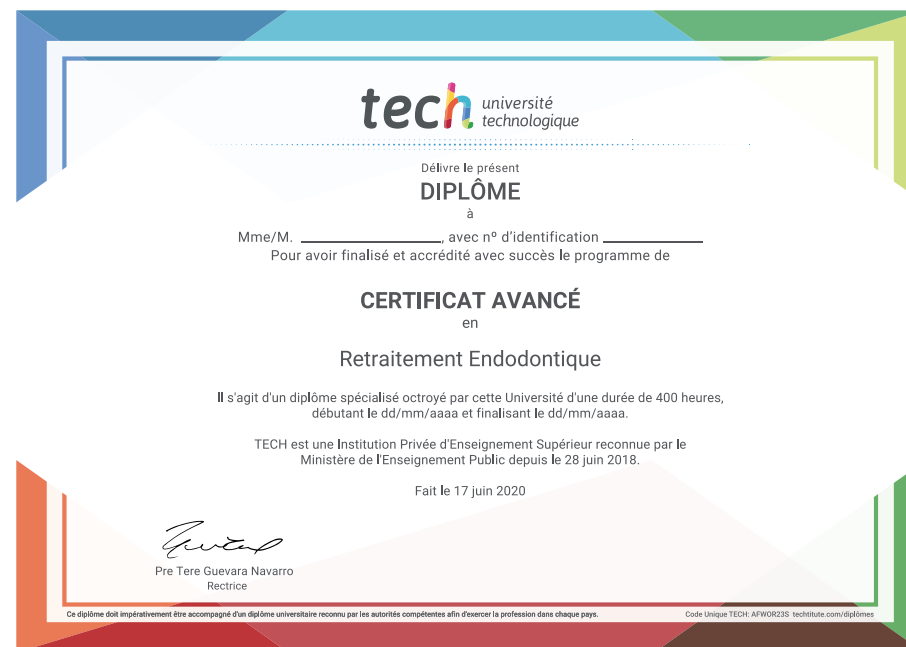 tech université
technologique
Délivre le présent
DIPLÔME
à
Mme/M. ____________________, avec nº d'identification ______________
Pour avoir finalisé et accrédité avec succès le programme de
CERTIFICAT AVANCÉ
en
Retraitement Endodontique
Il s'agit d'un diplôme spécialisé octroyé par cette Université d'une durée de 400 heures,
débutant le dd/mm/aaaa et finalisant le dd/mm/aaaa.
TECH est une Institution Privée d'Enseignement Supérieur reconnue par le
Ministère de l'Enseignement Public depuis le 28 juin 2018.
Fait le 17 juin 2020
Pre Tere Guevara Navarro
Rectrice
Ce diplôme doit impérativement être accompagné d'un diplôme universitaire reconnu par les autorités compétentes afin d'exercer la profession dans chaque pays.
Code Unique TECH: AFWOR23S techtitute.com/diplômes